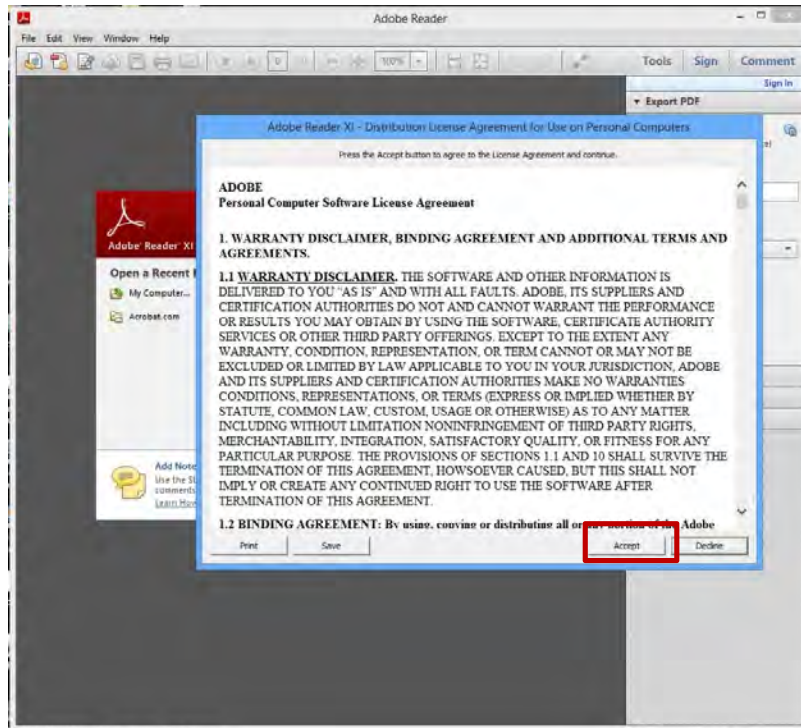 Adobe Reader
File Edit View Window Help
100%
Tools Sign Comment
Sign In
Export PDF
Adobe Reader XI - Distribution License Agreement for Use on Personal Computers
Press the Accept button to agree to the License Agreement and continue.
ADOBE
Personal Computer Software License Agreement
1. WARRANTY DISCLAIMER, BINDING AGREEMENT AND ADDITIONAL TERMS AND
AGREEMENTS.
1.1 WARRANTY DISCLAIMER. THE SOFTWARE AND OTHER INFORMATION IS
DELIVERED TO YOU "AS IS" AND WITH ALL FAULTS. ADOBE, ITS SUPPLIERS AND
CERTIFICATION AUTHORITIES DO NOT AND CANNOT WARRANT THE PERFORMANCE
OR RESULTS YOU MAY OBTAIN BY USING THE SOFTWARE, CERTIFICATE AUTHORITY
SERVICES OR OTHER THIRD PARTY OFFERINGS. EXCEPT TO THE EXTENT ANY
WARRANTY, CONDITION, REPRESENTATION, OR TERM CANNOT OR MAY NOT BE
EXCLUDED OR LIMITED BY LAW APPLICABLE TO YOU IN YOUR JURISDICTION, ADOBE
AND ITS SUPPLIERS AND CERTIFICATION AUTHORITIES MAKE NO WARRANTIES
CONDITIONS, REPRESENTATIONS, OR TERMS (EXPRESS OR IMPLIED WHETHER BY
STATUTE, COMMON LAW, CUSTOM, USAGE OR OTHERWISE) AS TO ANY MATTER
INCLUDING WITHOUT LIMITATION NONINFRINGEMENT OF THIRD PARTY RIGHTS,
MERCHANTABILITY, INTEGRATION, SATISFACTORY QUALITY, OR FITNESS FOR ANY
PARTICULAR PURPOSE. THE PROVISIONS OF SECTIONS 1.1 AND 10 SHALL SURVIVE THE
TERMINATION OF THIS AGREEMENT, HOWSOEVER CAUSED, BUT THIS SHALL NOT
IMPLY OR CREATE ANY CONTINUED RIGHT TO USE THE SOFTWARE AFTER
TERMINATION OF THIS AGREEMENT.
1.2 BINDING AGREEMENT: By using, copying or distributing all or any portion of the Adobe
Print Save Accept Decline
Adobe Reader XI
Open a Recent
My Computer...
Acrobat.com
Add Note
Use the
comments
Learn How